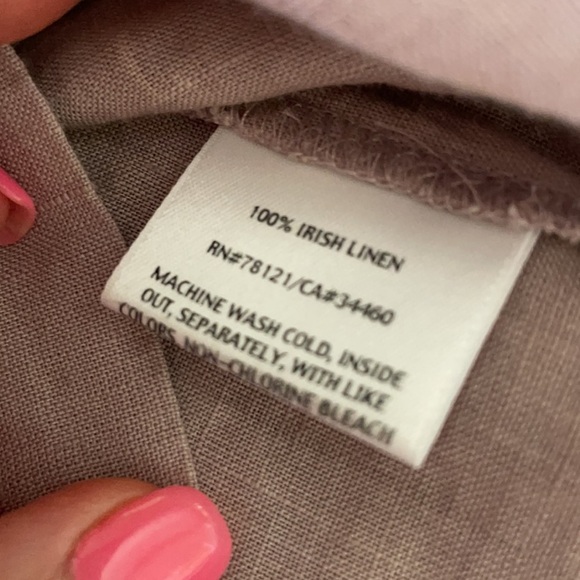 100% IRISH LINEN
RN#78121/CA#34460
MACHINE WASH COLD, INSIDE
OUT, SEPARATELY, WITH LIKE
COLORS, NON-CHLORINE BLEACH